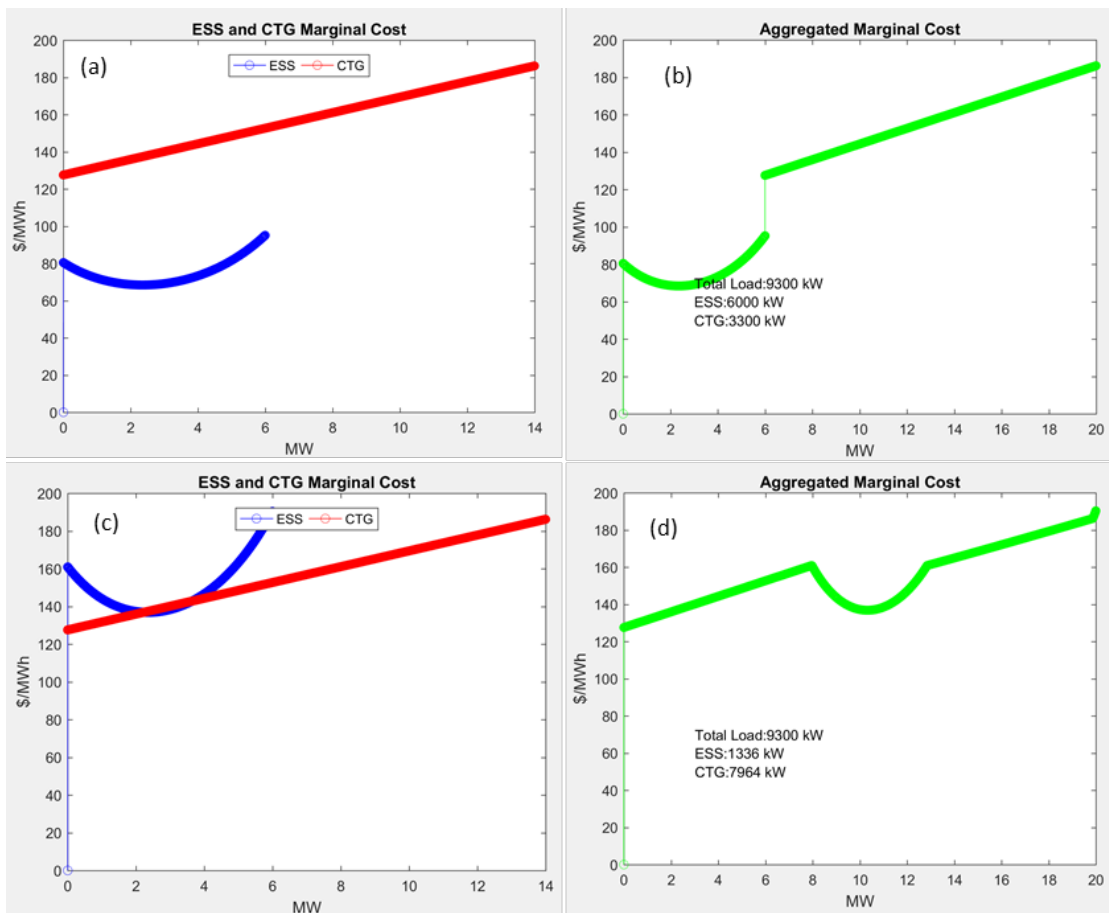 ESS and CTG Marginal Cost
(a)
ESS CTG
$/MWh
200
180
160
140
120
100
80
60
40
20
0
0 2 4 6 8 10 12 14
MW
Aggregated Marginal Cost
(b)
$/MWh
200
180
160
140
120
100
80
60
40
20
0
Total Load:9300 kW
ESS:6000 kW
CTG:3300 kW
0 2 4 6 8 10 12 14 16 18 20
MW
ESS and CTG Marginal Cost
(c)
ESS CTG
$/MWh
200
180
160
140
120
100
80
60
40
20
0
0 2 4 6 8 10 12 14
MW
Aggregated Marginal Cost
(d)
$/MWh
200
180
160
140
120
100
80
60
40
20
0
Total Load:9300 kW
ESS:1336 kW
CTG:7964 kW
0 2 4 6 8 10 12 14 16 18 20
MW